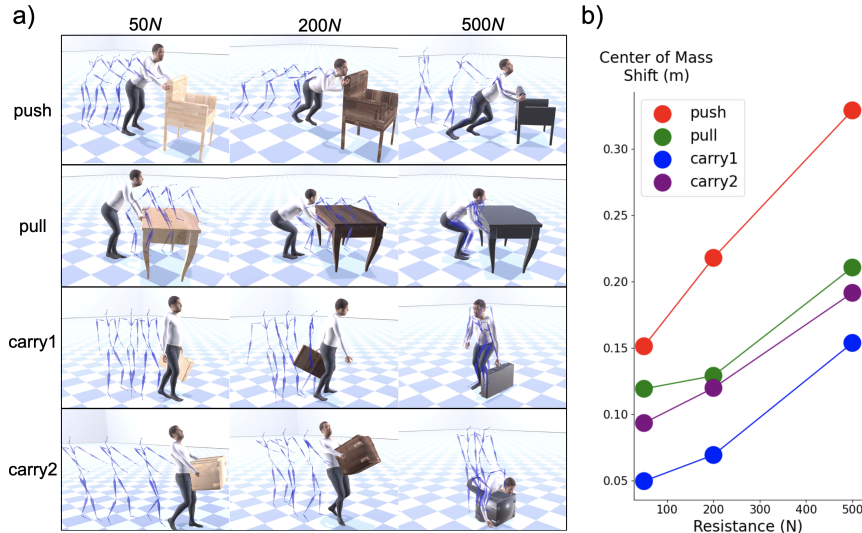 a)
50N
200N
500N
push
pull
carry1
carry2
b)
Center of Mass
Shift (m)
push
pull
carry1
carry2
0.30
0.25
0.20
0.15
0.10
0.05
100
200
300
400
500
Resistance (N)